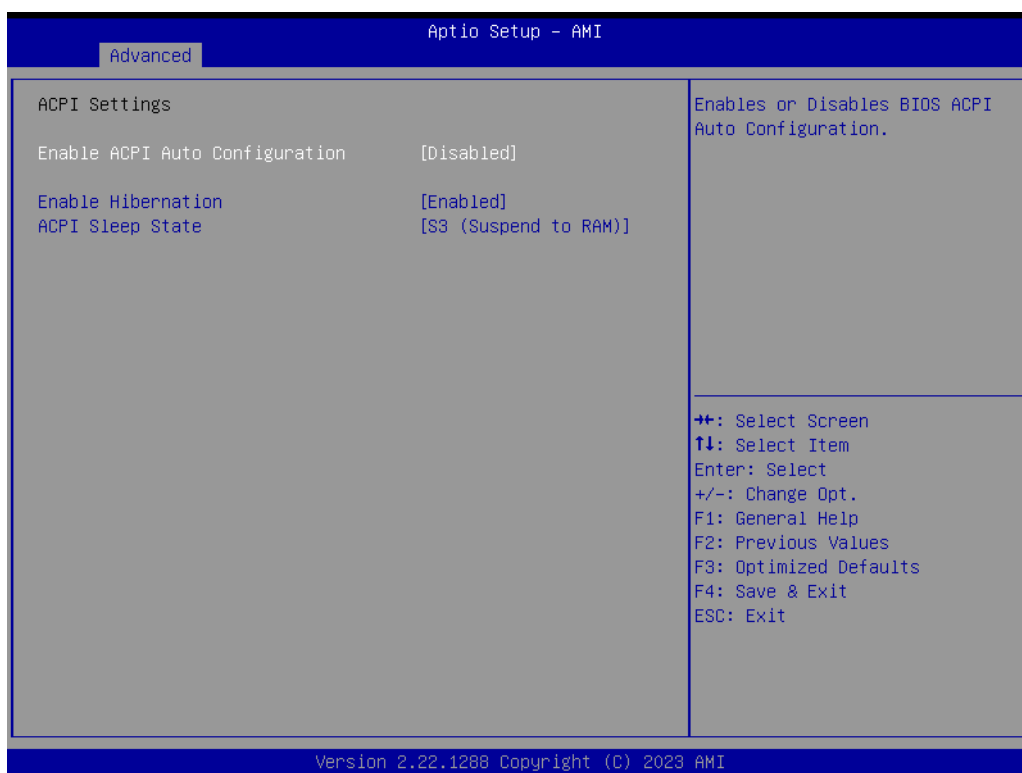 Aptio Setup – AMI
Advanced
ACPI Settings
Enable ACPI Auto Configuration [Disabled]
Enable Hibernation [Enabled]
ACPI Sleep State [S3 (Suspend to RAM)]
Enables or Disables BIOS ACPI
Auto Configuration.
→←: Select Screen
↑↓: Select Item
Enter: Select
+/-: Change Opt.
F1: General Help
F2: Previous Values
F3: Optimized Defaults
F4: Save & Exit
ESC: Exit
Version 2.22.1288 Copyright (C) 2023 AMI